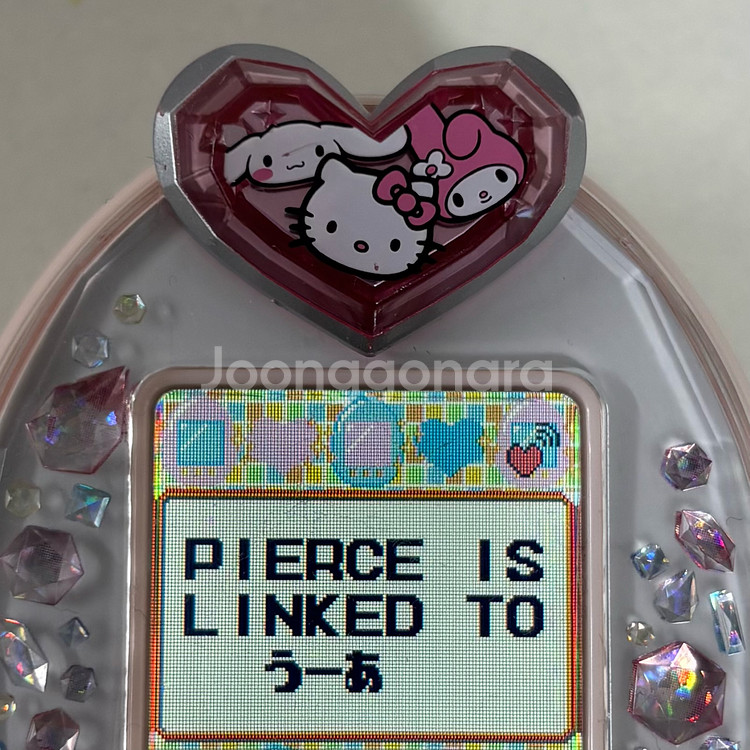 Joonggonara
PIERCE IS
LINKED TO
うーあ